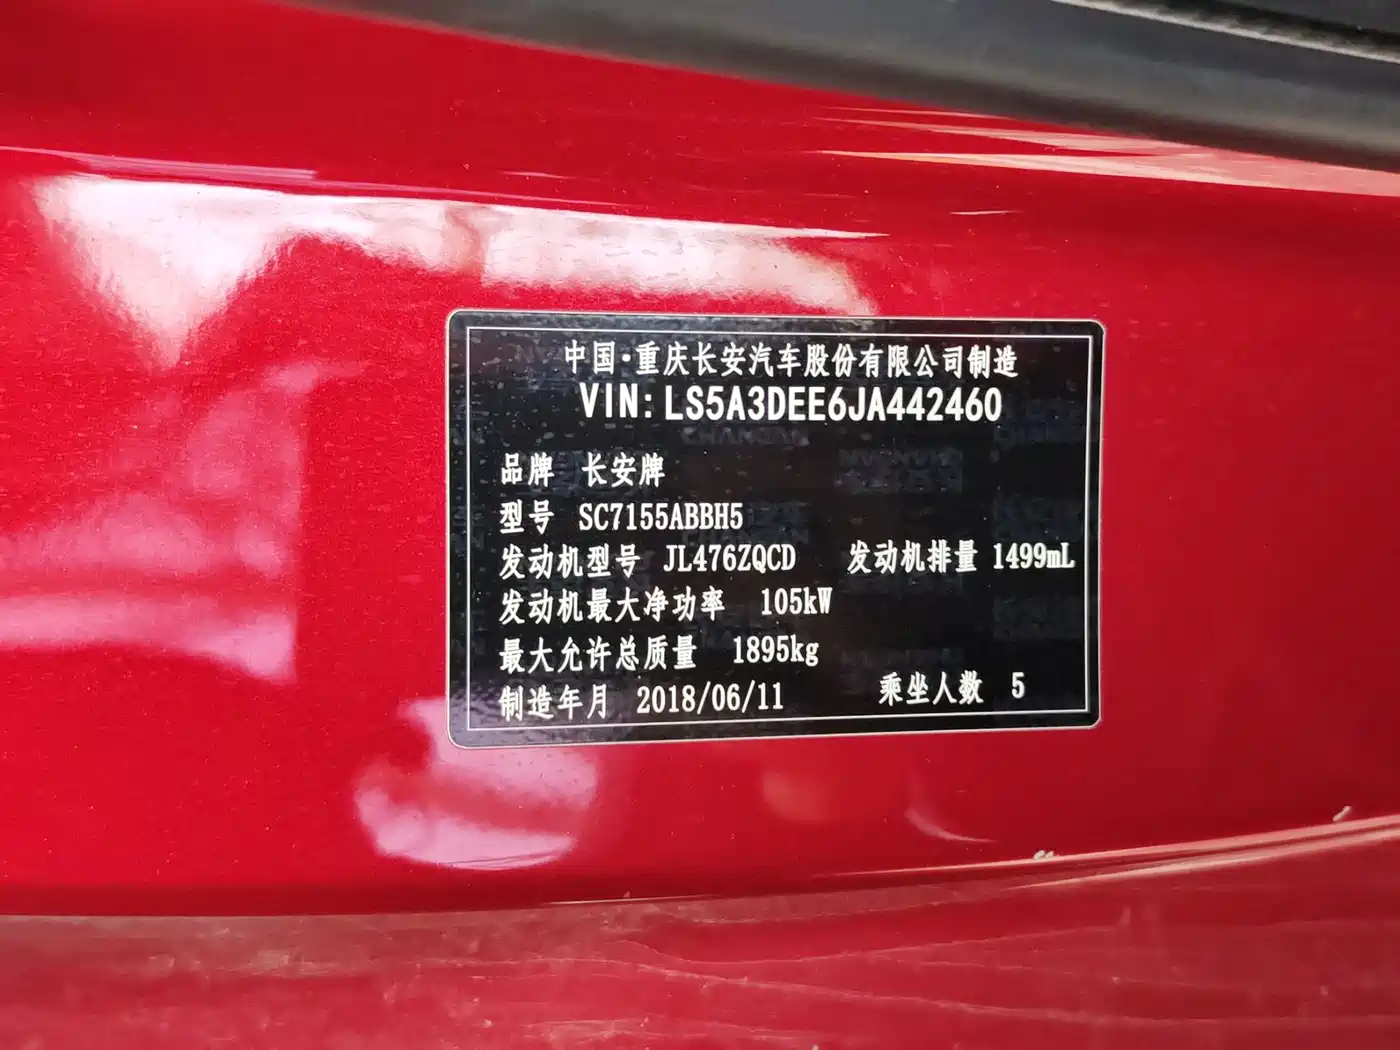 中国·重庆长安汽车股份有限公司制造
VIN: LS5A3DEE6JA442460
品牌 长安牌
型号 SC7155ABBH5
发动机型号 JL476ZQCD 发动机排量 1499mL
发动机最大净功率 105kW
最大允许总质量 1895kg
制造年月 2018/06/11 乘坐人数 5